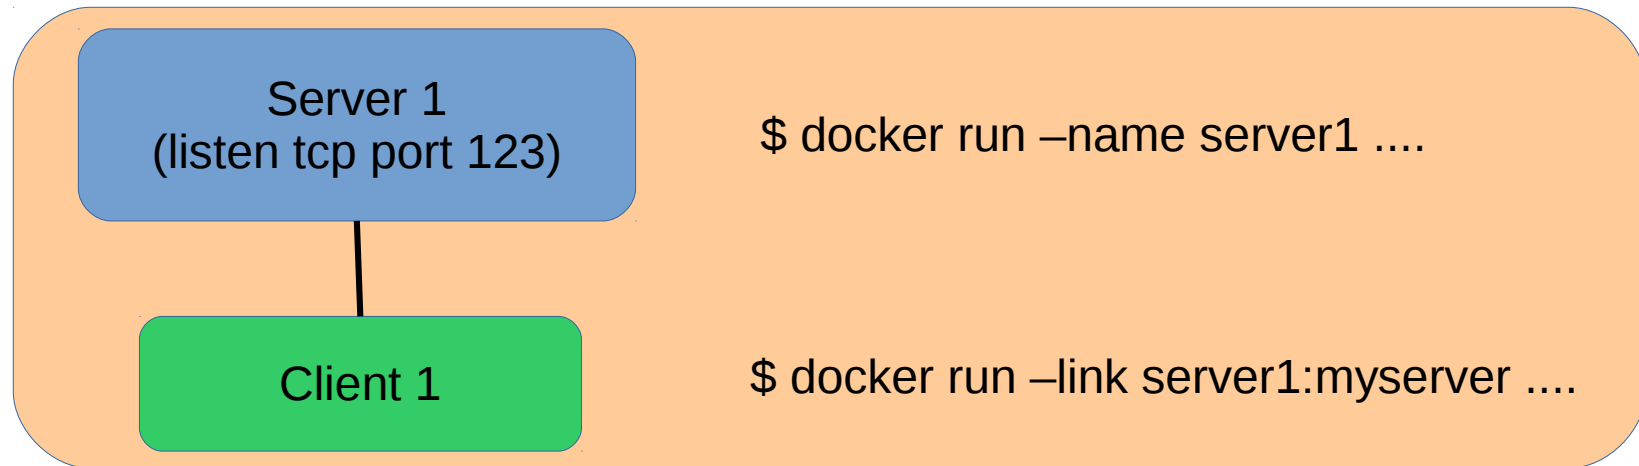 Server 1
(listen tcp port 123)
$ docker run –name server1 ....
Client 1
$ docker run –link server1:myserver ....